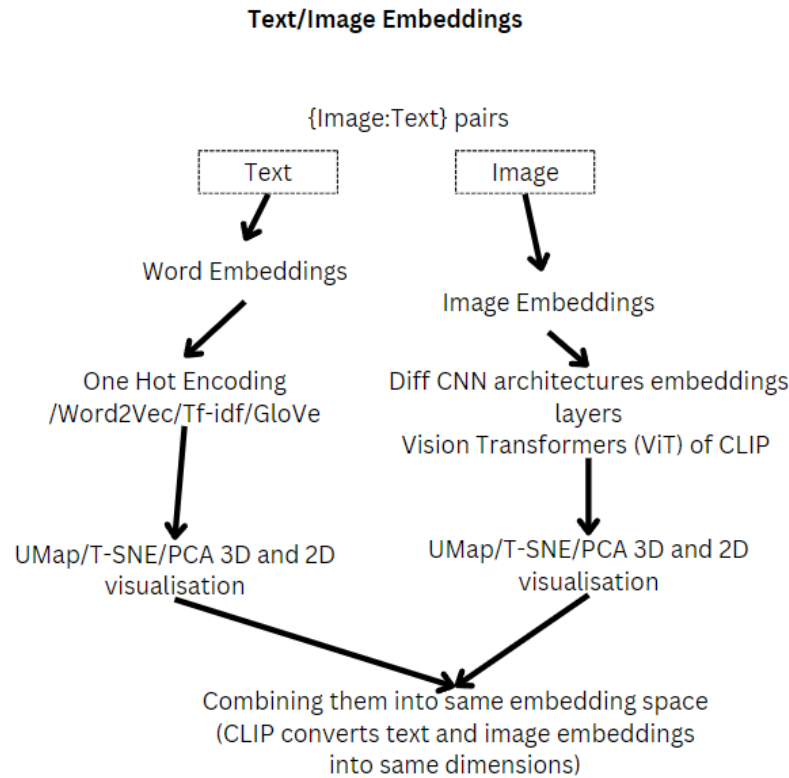 Text/Image Embeddings
{Image:Text} pairs
Text
Image
Word Embeddings
Image Embeddings
One Hot Encoding
/Word2Vec/Tf-idf/GloVe
Diff CNN architectures embeddings
layers
Vision Transformers (ViT) of CLIP
UMap/T-SNE/PCA 3D and 2D
visualisation
UMap/T-SNE/PCA 3D and 2D
visualisation
Combining them into same embedding space
(CLIP converts text and image embeddings
into same dimensions)